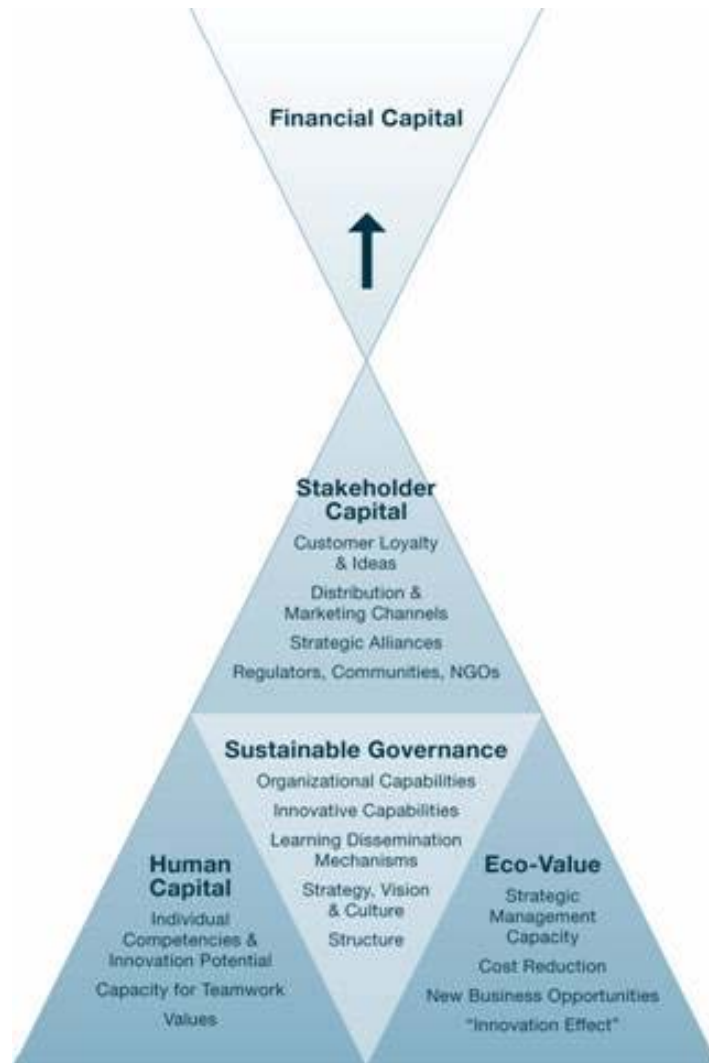 Financial Capital
Stakeholder
Capital
Customer Loyalty
& Ideas
Distribution &
Marketing Channels
Strategic Alliances
Regulators, Communities, NGOs
Sustainable Governance
Organizational Capabilities
Innovative Capabilities
Learning Dissemination
Mechanisms
Strategy, Vision
& Culture
Structure
Human
Capital
Individual
Competencies &
Innovation Potential
Capacity for Teamwork
Values
Eco-Value
Strategic
Management
Capacity
Cost Reduction
New Business Opportunities
“Innovation Effect”